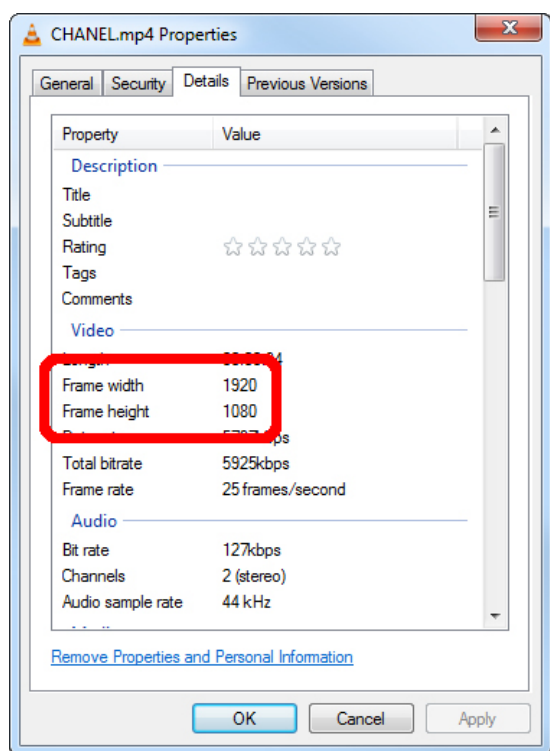 CHANEL.mp4 Properties
General Security Details Previous Versions
Property Value
Description
Title
Subtitle
Rating
Tags
Comments
Video
Frame width 1920
Frame height 1080
Total bitrate 5925kbps
Frame rate 25 frames/second
Audio
Bit rate 127kbps
Channels 2 (stereo)
Audio sample rate 44 kHz
Remove Properties and Personal Information
OK Cancel Apply